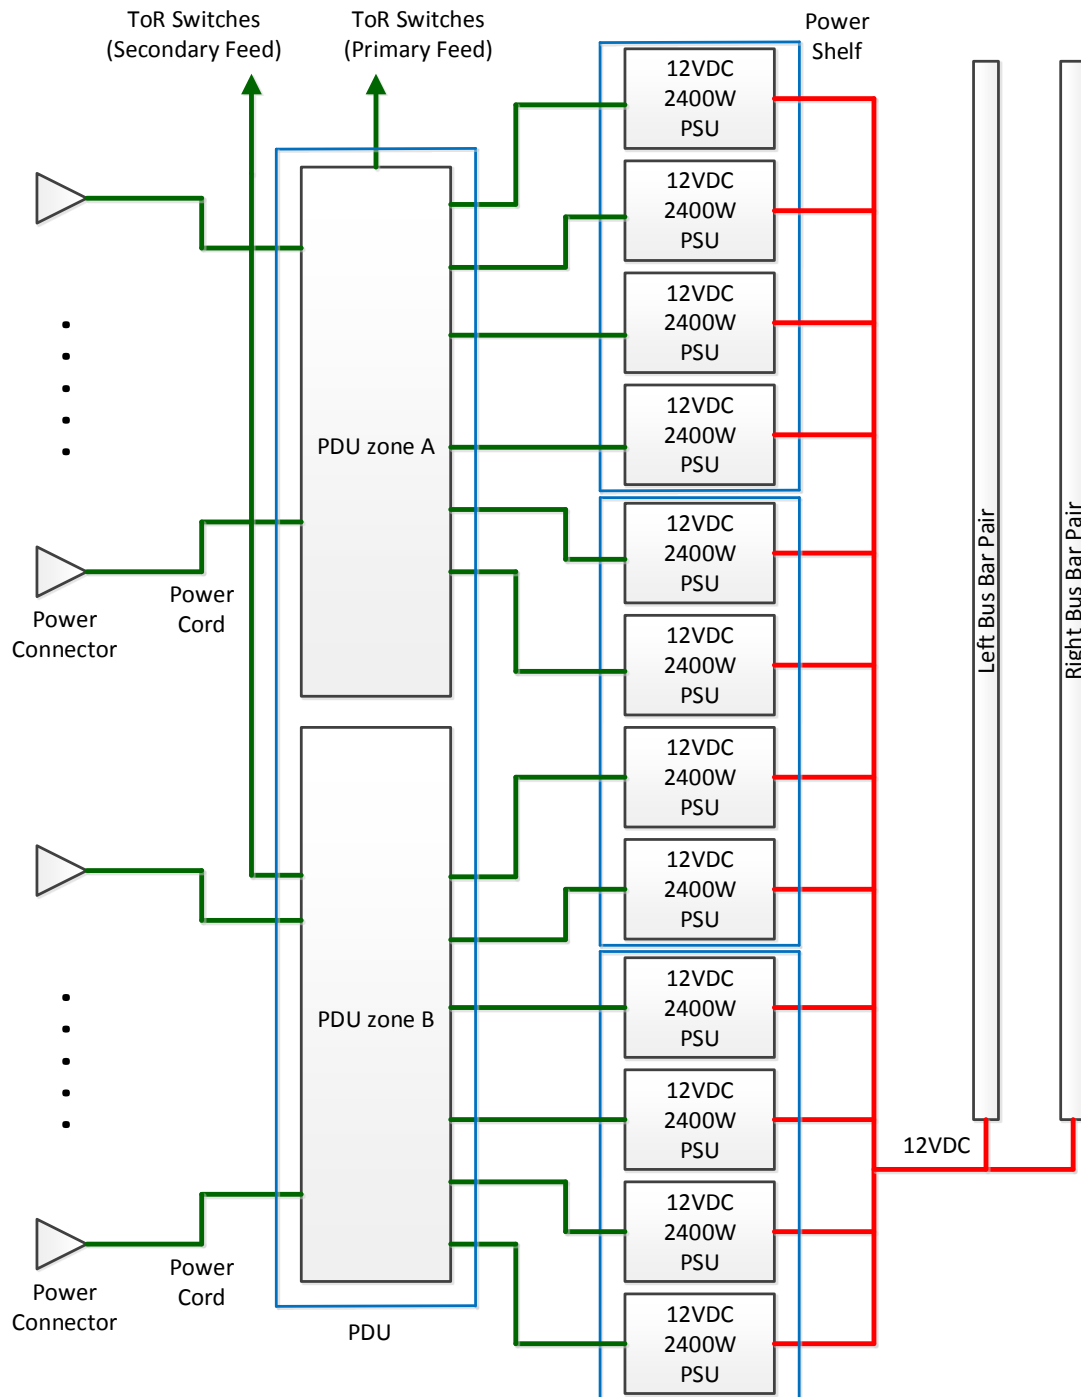 ToR Switches
(Secondary Feed)
ToR Switches
(Primary Feed)
Power
Shelf
12VDC
2400W
PSU
12VDC
2400W
PSU
12VDC
2400W
PSU
12VDC
2400W
PSU
PDU zone A
12VDC
2400W
PSU
Power
Connector
Power
Cord
12VDC
2400W
PSU
Left Bus Bar Pair
Right Bus Bar Pair
12VDC
2400W
PSU
12VDC
2400W
PSU
12VDC
2400W
PSU
PDU zone B
12VDC
2400W
PSU
12VDC
12VDC
2400W
PSU
Power
Connector
Power
Cord
12VDC
2400W
PSU
PDU